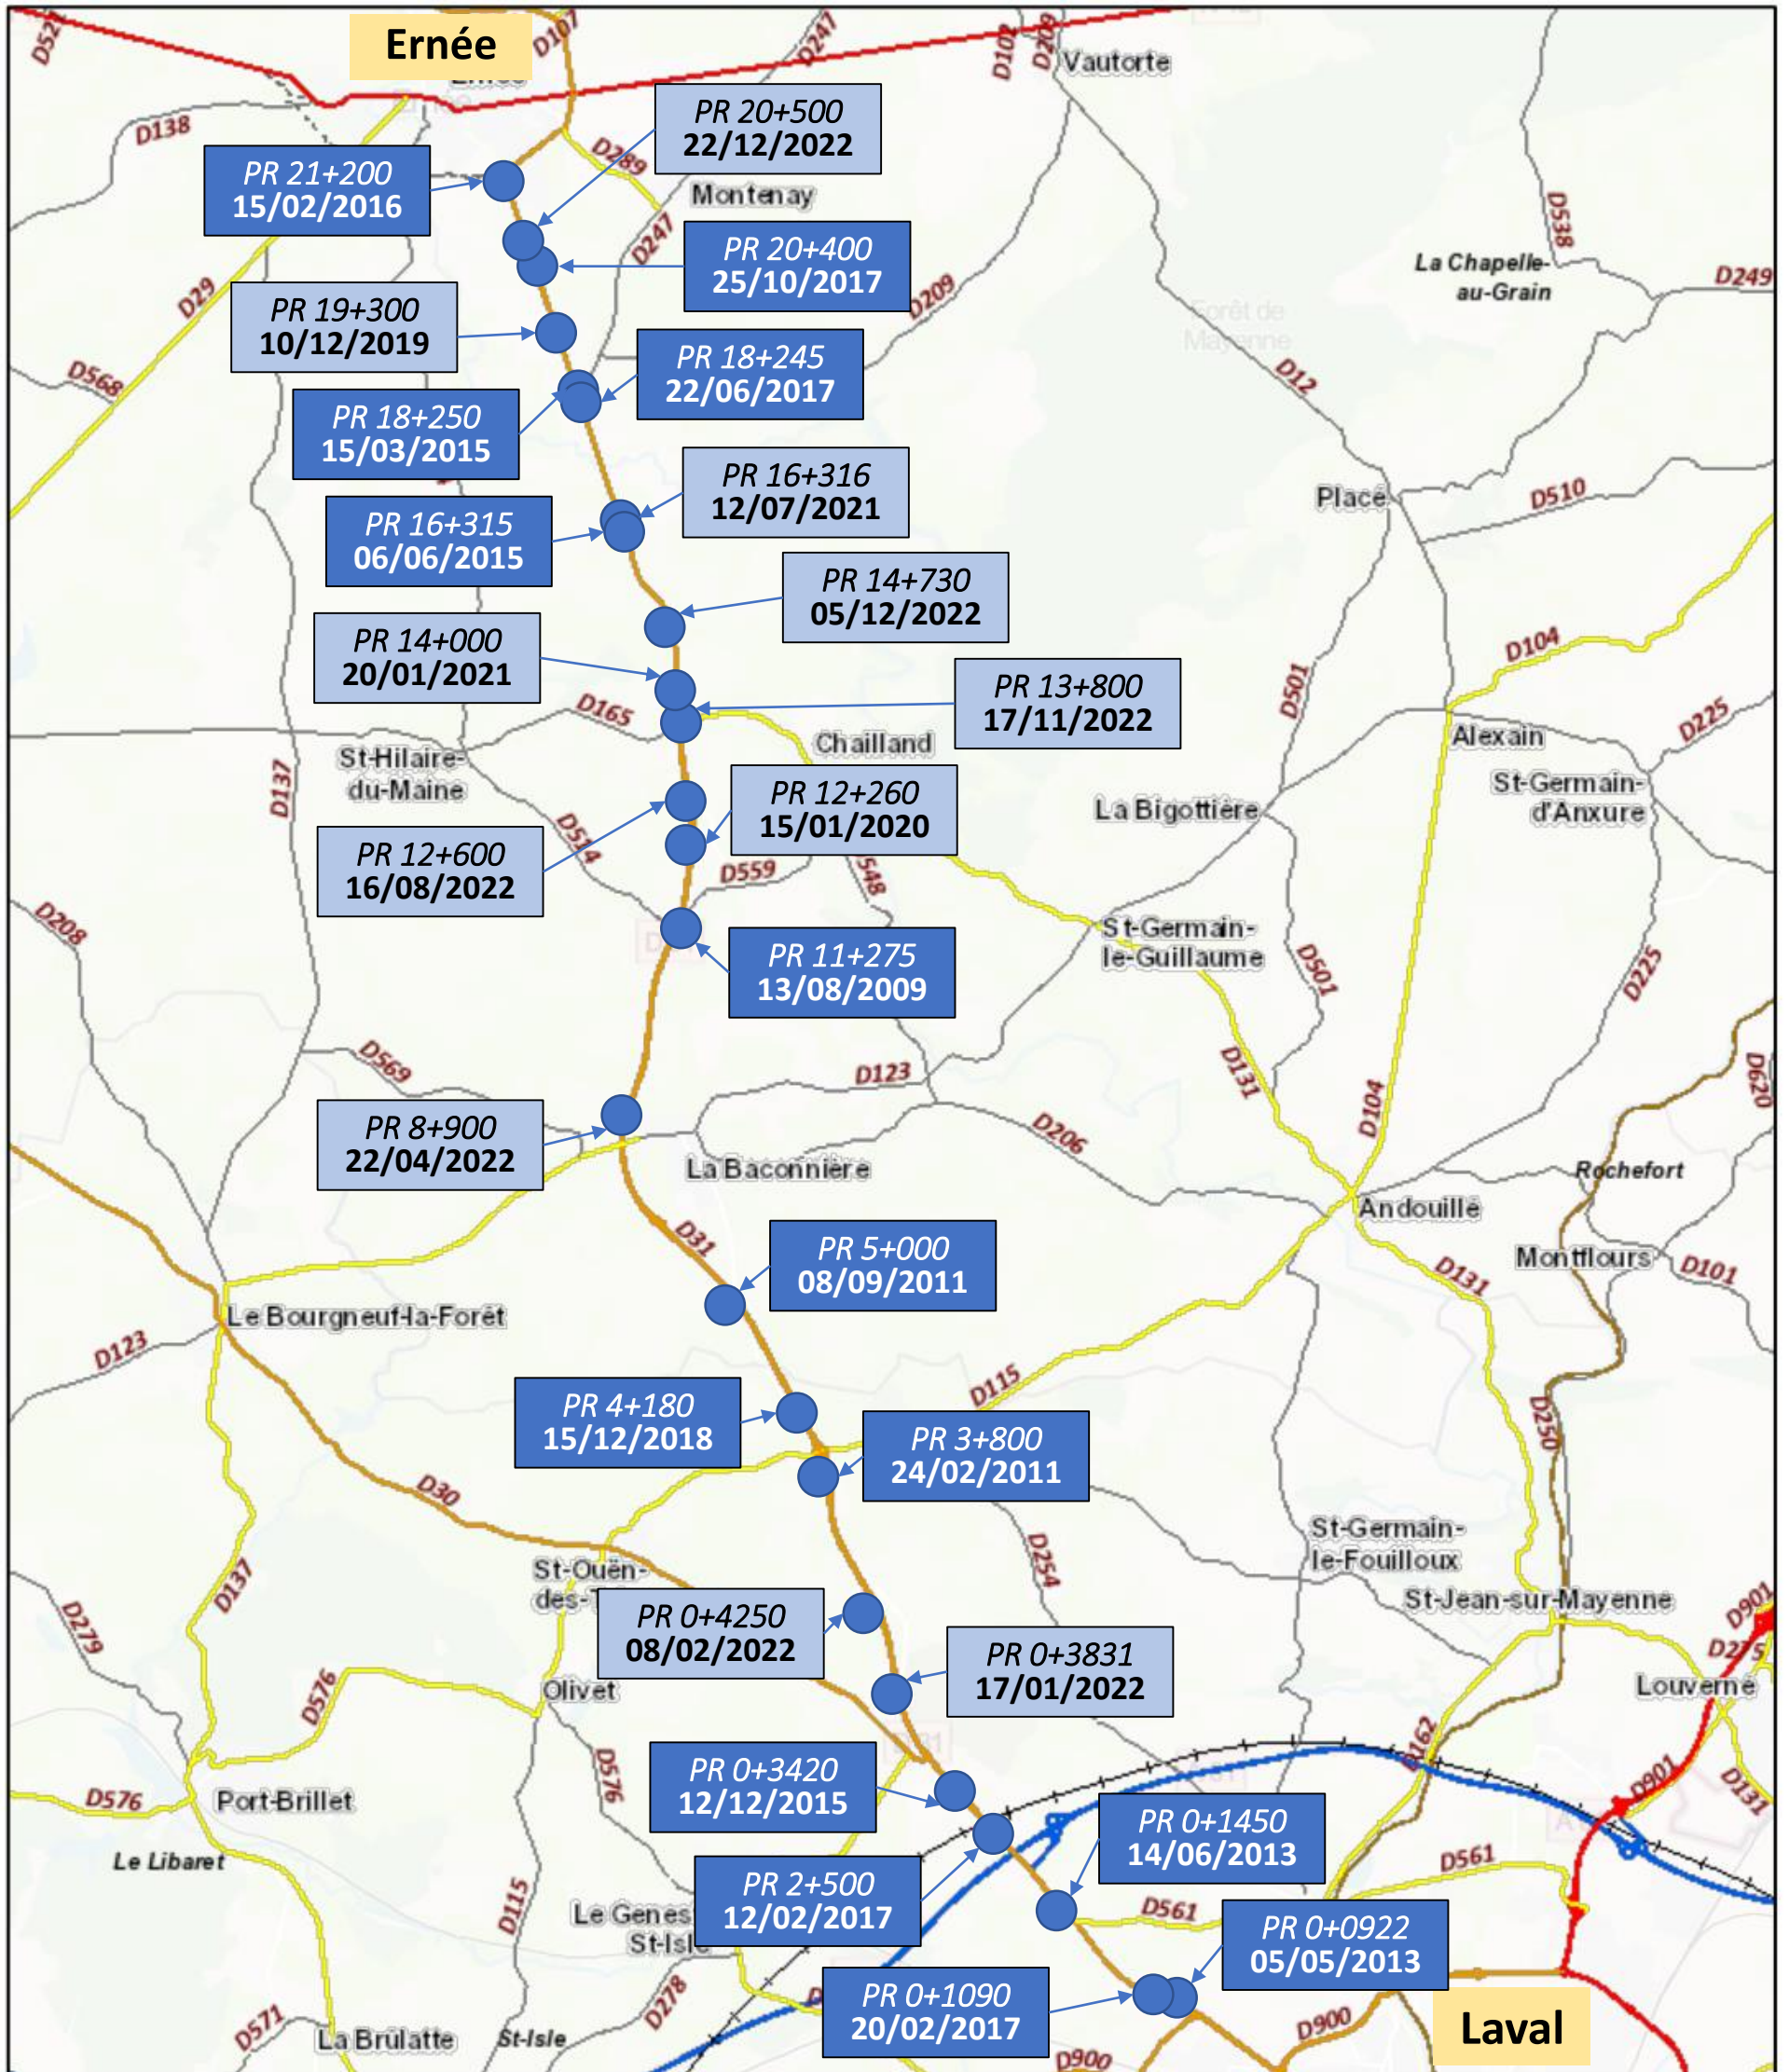 D107
D247
D102
D209
Ernée
Vautorte
D138
PR 20+500
22/12/2022
D289
PR 21+200
15/02/2016
Montenay
D538
D247
PR 20+400
25/10/2017
La Chapelle-
au-Grain
D249
D29
PR 19+300
10/12/2019
D209
Forêt de
Mayenne
D568
PR 18+245
22/06/2017
D12
PR 18+250
15/03/2015
PR 16+316
12/07/2021
Placé
D510
PR 16+315
06/06/2015
PR 14+730
05/12/2022
PR 14+000
20/01/2021
D104
PR 13+800
17/11/2022
D501
D165
D225
Chailland
Alexain
St-Hilaire-
du-Maine
D137
St-Germain-
d'Anxure
PR 12+260
15/01/2020
La Bigottière
D514
PR 12+600
16/08/2022
D559
D208
St-Germain-
le-Guillaume
PR 11+275
13/08/2009
D501
D225
D569
D123
D131
D620
D104
PR 8+900
22/04/2022
D206
La Baconnière
Rochefort
Andouillé
D31
PR 5+000
08/09/2011
Montflours
D101
D131
Le Bourgneuf-la-Forêt
D123
D115
PR 4+180
15/12/2018
PR 3+800
24/02/2011
D250
D30
St-Germain-
le-Fouilloux
D254
St-Ouën-
des-
D137
D279
St-Jean-sur-Mayenne
D901
PR 0+4250
08/02/2022
PR 0+3831
17/01/2022
D275
Louverné
Olivet
D576
D162
PR 0+3420
12/12/2015
D576
D576
Port-Brillet
D901
D131
PR 0+1450
14/06/2013
Le Libaret
D561
PR 2+500
12/02/2017
D115
Le Genes
St-Isle
D561
PR 0+0922
05/05/2013
PR 0+1090
20/02/2017
D278
D571
La Brûlatte
St-Isle
D900
Laval
D900